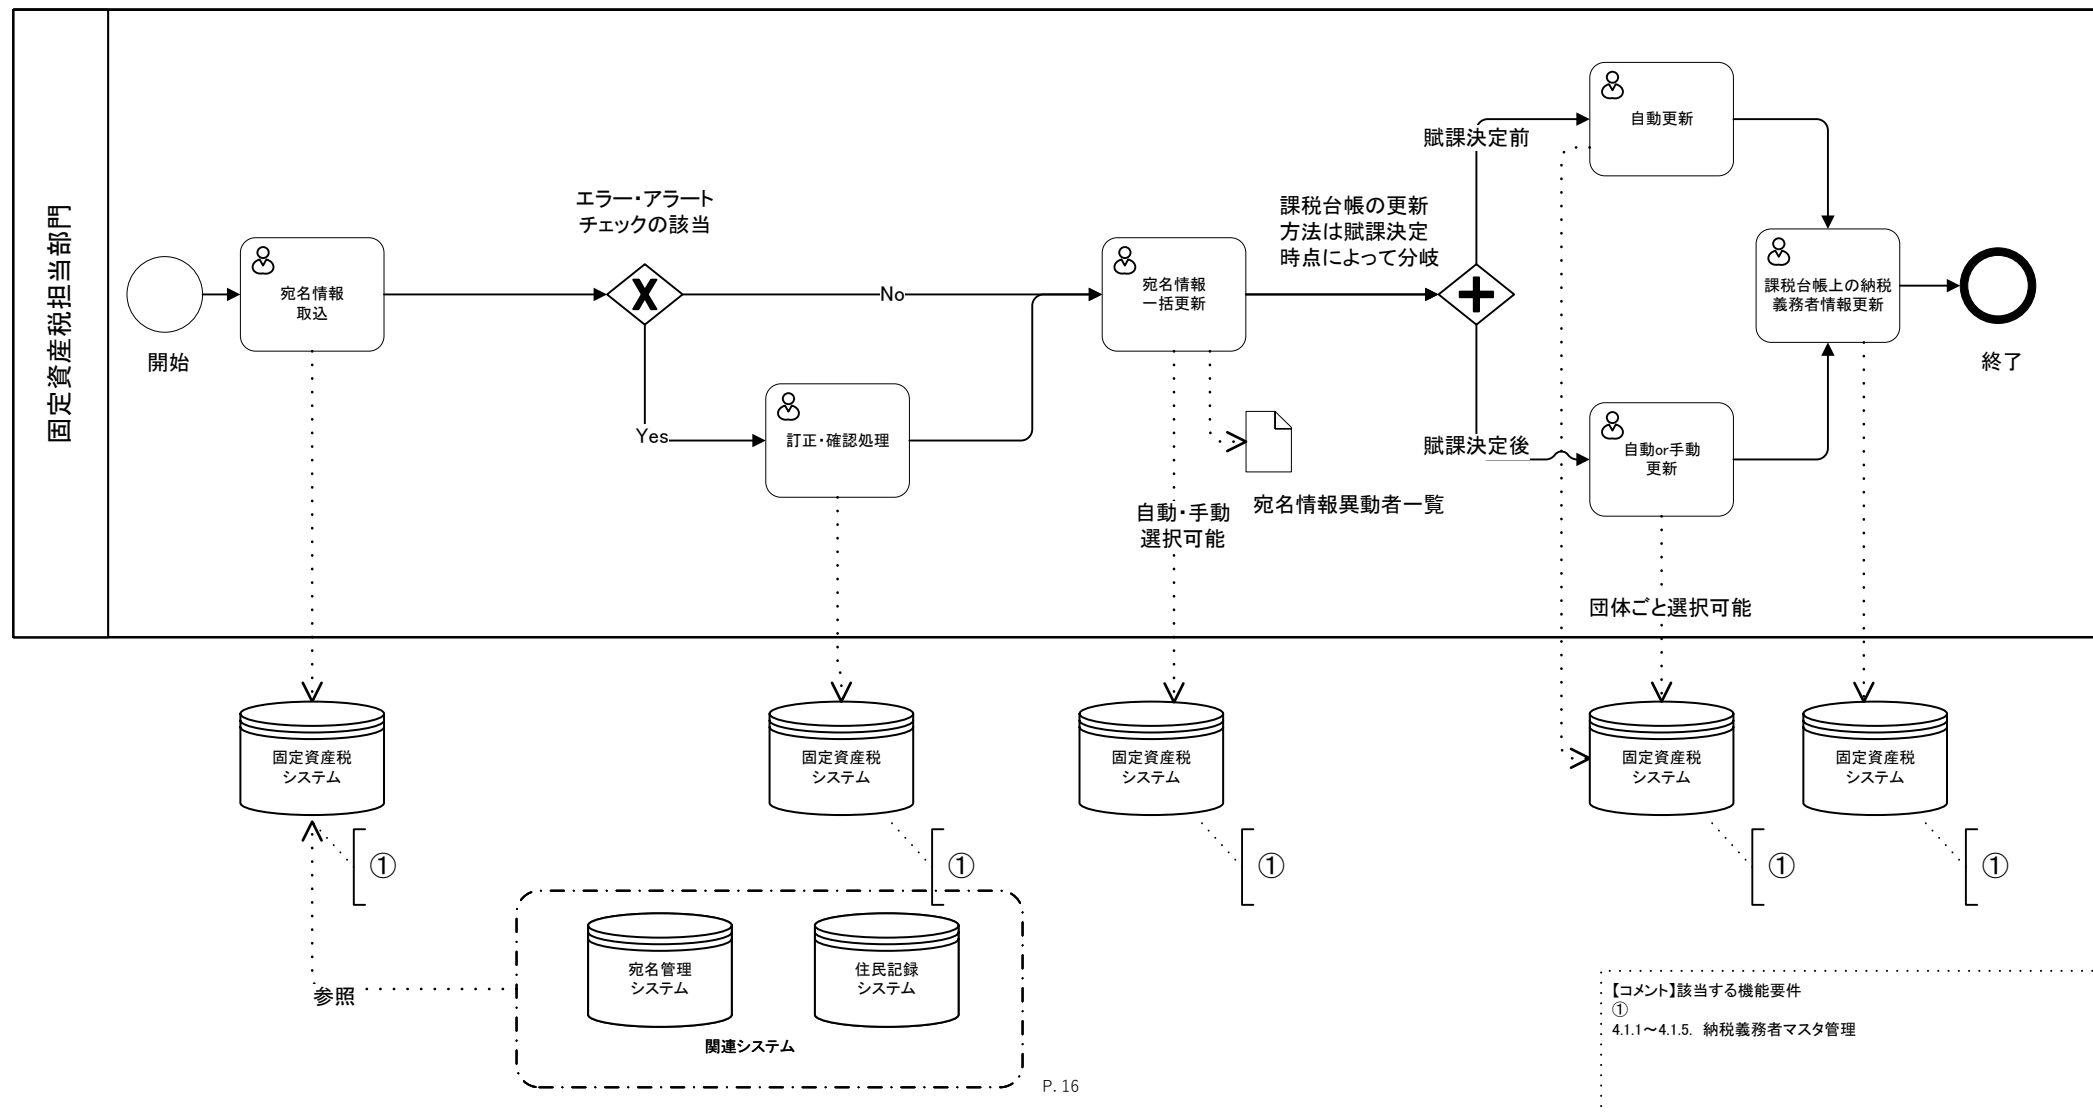 固定資産税担当部門
開始
宛名情報
取込
エラー・アラート
チェックの該当
No
Yes
訂正・確認処理
宛名情報
一括更新
自動・手動
選択可能
宛名情報異動者一覧
課税台帳の更新
方法は賦課決定
時点によって分岐
賦課決定前
賦課決定後
自動更新
自動or手動
更新
団体ごと選択可能
課税台帳上の納税
義務者情報更新
終了
固定資産税
システム
固定資産税
システム
固定資産税
システム
固定資産税
システム
固定資産税
システム
①
①
①
①
①
参照
宛名管理
システム
住民記録
システム
関連システム
P. 16
【コメント】該当する機能要件
①
4.1.1～4.1.5. 納税義務者マスタ管理